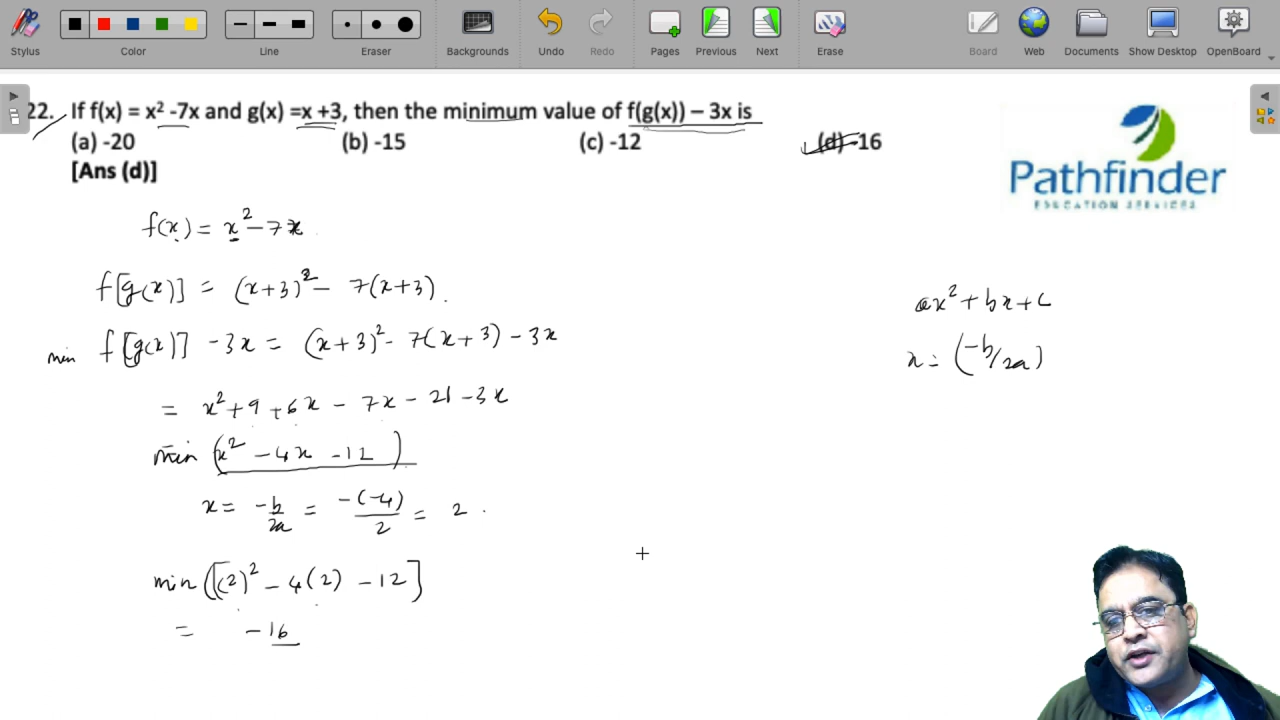 Stylus
Color
Line
Eraser
Backgrounds
Undo
Redo
Pages
Previous
Next
Erase
Board
Web
Documents
Show Desktop
OpenBoard
22. If f(x) = x² -7x and g(x) =x +3, then the minimum value of f(g(x)) – 3x is
(a) -20 (b) -15 (c) -12 (d) -16
[Ans (d)]
Pathfinder
EDUCATION SERVICES
f(x) = x² - 7x
f[g(x)] = (x+3)² - 7(x+3).
min f[g(x)] - 3x = (x+3)² - 7(x+3) - 3x
= x² + 9 + 6x - 7x - 21 - 3x
min (x² - 4x - 12)
x = -b/2a = -(-4)/2 = 2.
min ([(2)² - 4(2) - 12]
= -16
ax² + bx + c
x = (-b/2a)